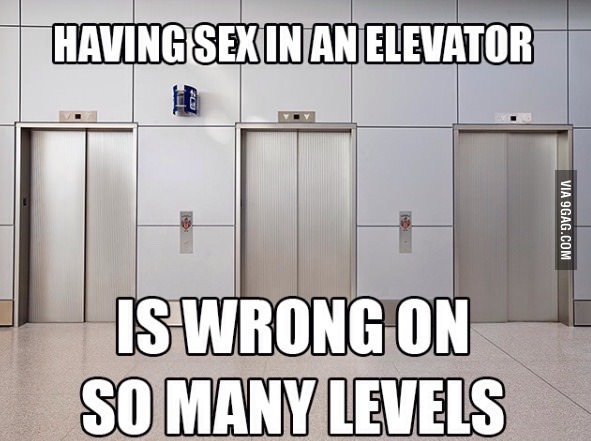 HAVING SEX IN AN ELEVATOR
VIA 9GAG.COM
IS WRONG ON
SO MANY LEVELS